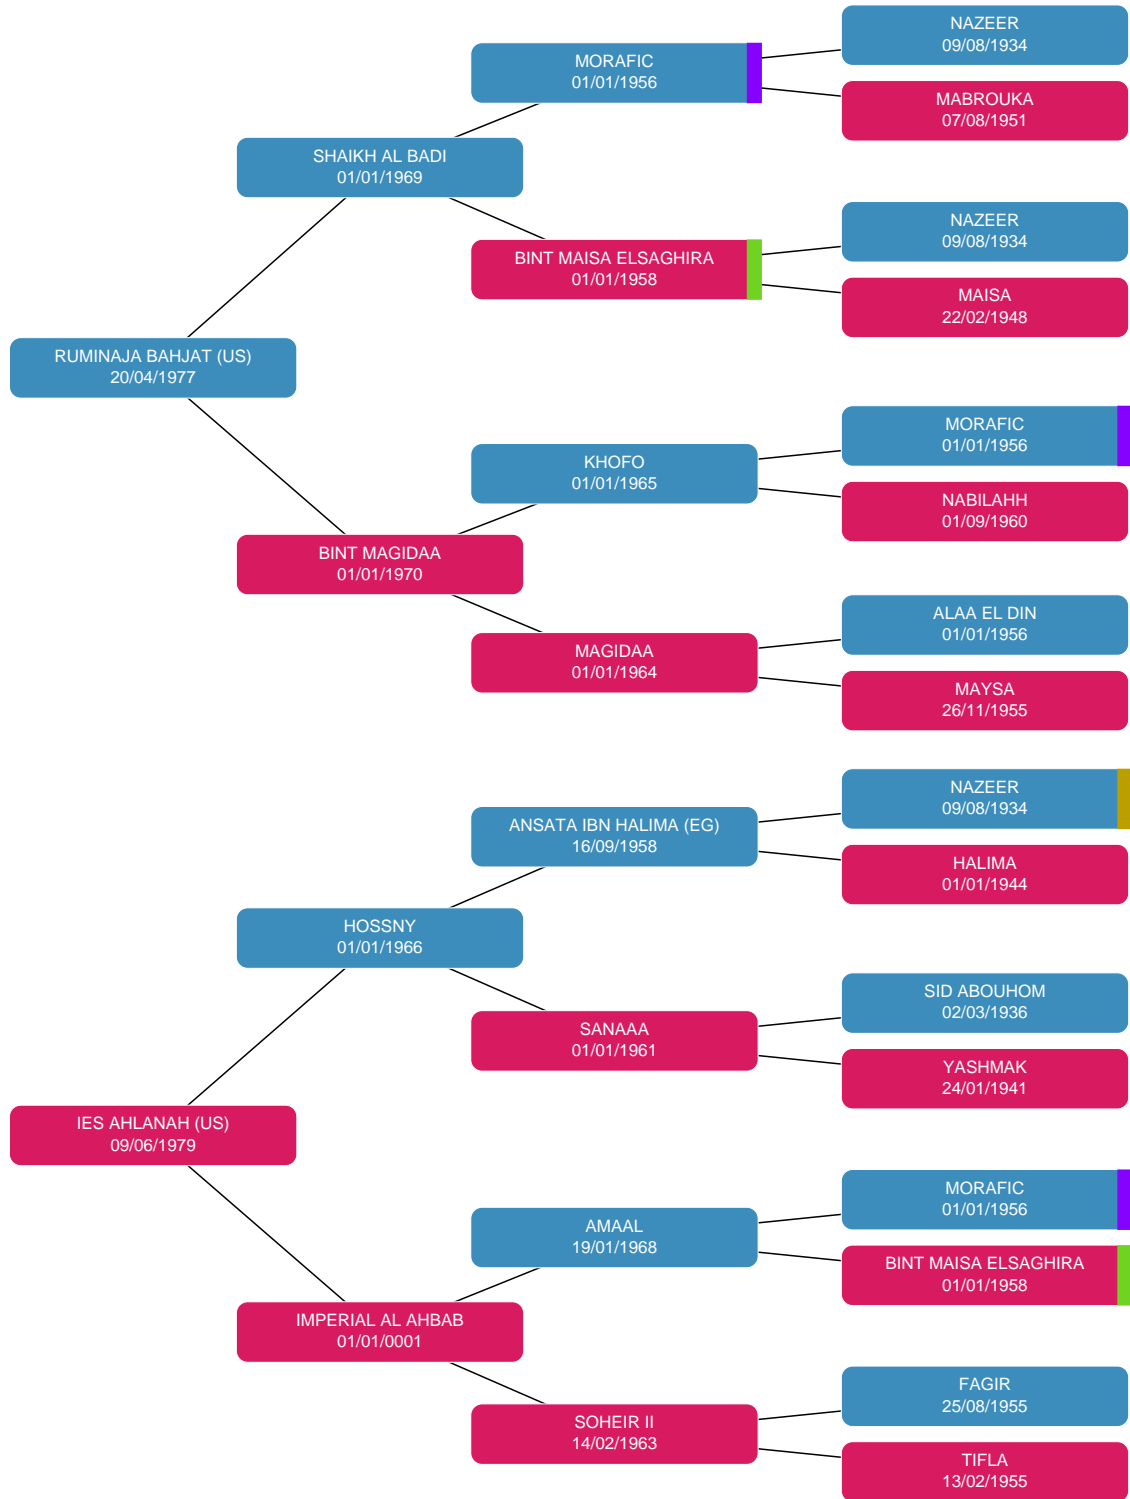 NAZEER
09/08/1934
MORAFIC
01/01/1956
MABROUKA
07/08/1951
SHAIKH AL BADI
01/01/1969
NAZEER
09/08/1934
BINT MAISA ELSAGHIRA
01/01/1958
MAISA
22/02/1948
RUMINAJA BAHJAT (US)
20/04/1977
MORAFIC
01/01/1956
KHOFO
01/01/1965
NABILAHH
01/09/1960
BINT MAGIDAA
01/01/1970
ALAA EL DIN
01/01/1956
MAGIDAA
01/01/1964
MAYSA
26/11/1955
NAZEER
09/08/1934
ANSATA IBN HALIMA (EG)
16/09/1958
HALIMA
01/01/1944
HOSSNY
01/01/1966
SID ABOUHOM
02/03/1936
SANAAA
01/01/1961
YASHMAK
24/01/1941
IES AHLANAH (US)
09/06/1979
MORAFIC
01/01/1956
AMAAL
19/01/1968
BINT MAISA ELSAGHIRA
01/01/1958
IMPERIAL AL AHBAB
01/01/0001
FAGIR
25/08/1955
SOHEIR II
14/02/1963
TIFLA
13/02/1955